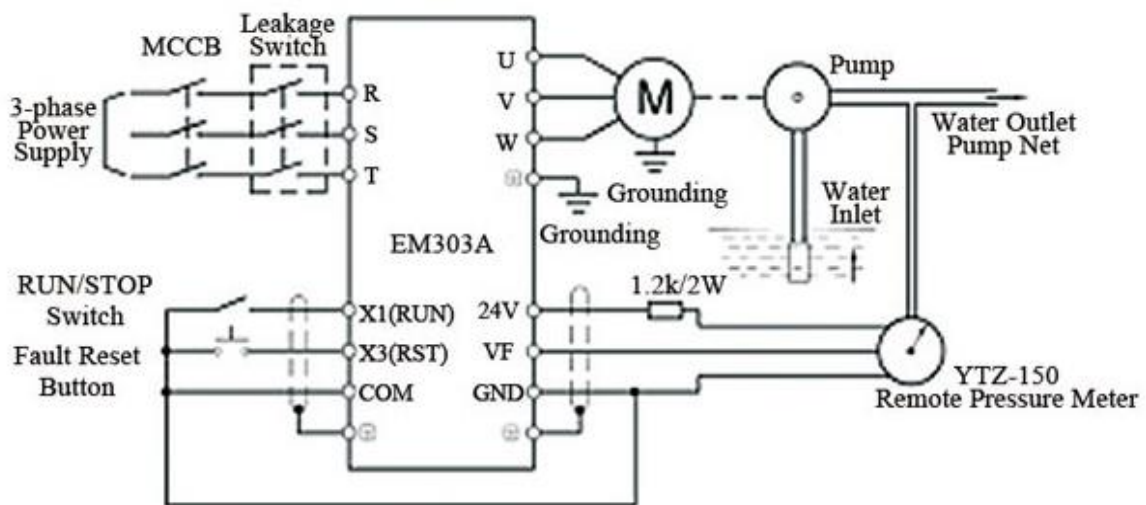 Leakage
MCCB Switch
3-phase
Power
Supply
R
S
T
U
V
W
M
Pump
Water Outlet
Pump Net
Grounding
Grounding
Water
Inlet
EM303A
RUN/STOP
Switch
Fault Reset
Button
X1(RUN)
X3(RST)
COM
24V
VF
GND
1.2k/2W
YTZ-150
Remote Pressure Meter